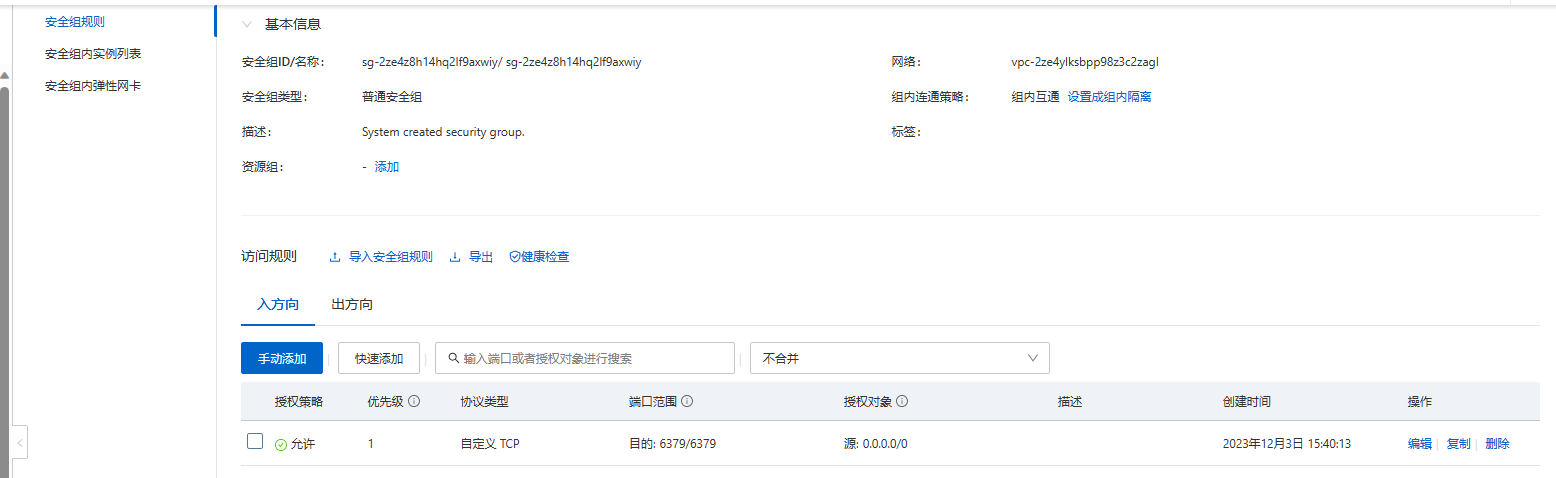 安全组规则
安全组内实例列表
安全组内弹性网卡
基本信息
安全组ID/名称： sg-2ze4z8h14hq2lf9axwiy/ sg-2ze4z8h14hq2lf9axwiy 网络： vpc-2ze4ylksbpp98z3c2zagl
安全组类型： 普通安全组 组内连通策略： 组内互通 设置成组内隔离
描述： System created security group. 标签：
资源组： - 添加
访问规则 导入安全组规则 导出 健康检查
入方向 出方向
手动添加 快速添加 输入端口或者授权对象进行搜索 不合并
授权策略 优先级 协议类型 端口范围 授权对象 描述 创建时间 操作
允许 1 自定义 TCP 目的: 6379/6379 源: 0.0.0.0/0 2023年12月3日 15:40:13 编辑 复制 删除